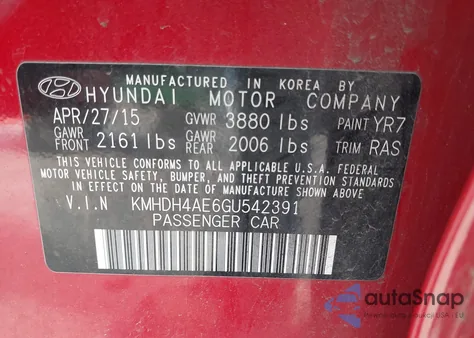 MANUFACTURED IN KOREA BY
HYUNDAI MOTOR COMPANY
APR/27/15 GVWR 3880 lbs PAINT YR7
GAWR FRONT 2161 lbs GAWR REAR 2006 lbs TRIM RAS
THIS VEHICLE CONFORMS TO ALL APPLICABLE U.S.A. FEDERAL
MOTOR VEHICLE SAFETY, BUMPER, AND THEFT PREVENTION STANDARDS
IN EFFECT ON THE DATE OF MANUFACTURE SHOWN ABOVE.
V.I.N KMHDH4AE6GU542391
PASSENGER CAR
autoSnap